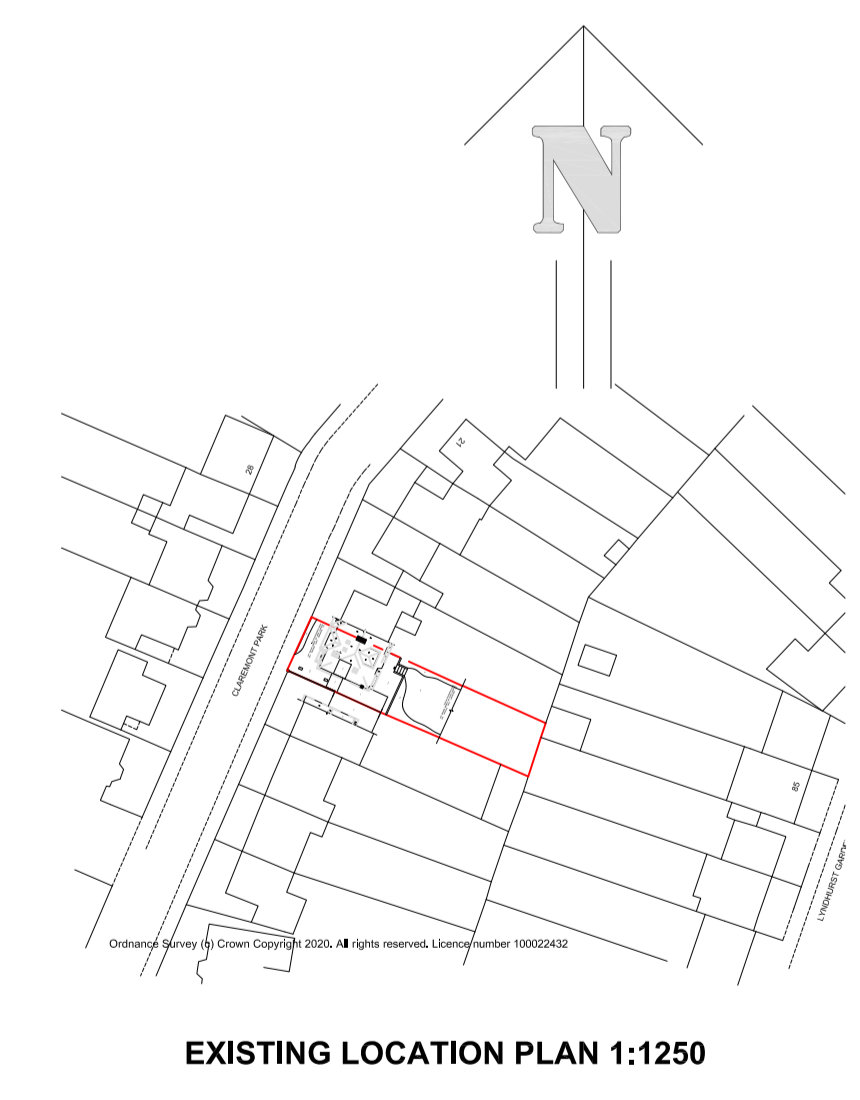 N
21
28
CLAREMONT PARK
85
LYNDHURST
Ordnance Survey (c) Crown Copyright 2020. All rights reserved. Licence number 100022432
EXISTING LOCATION PLAN 1:1250